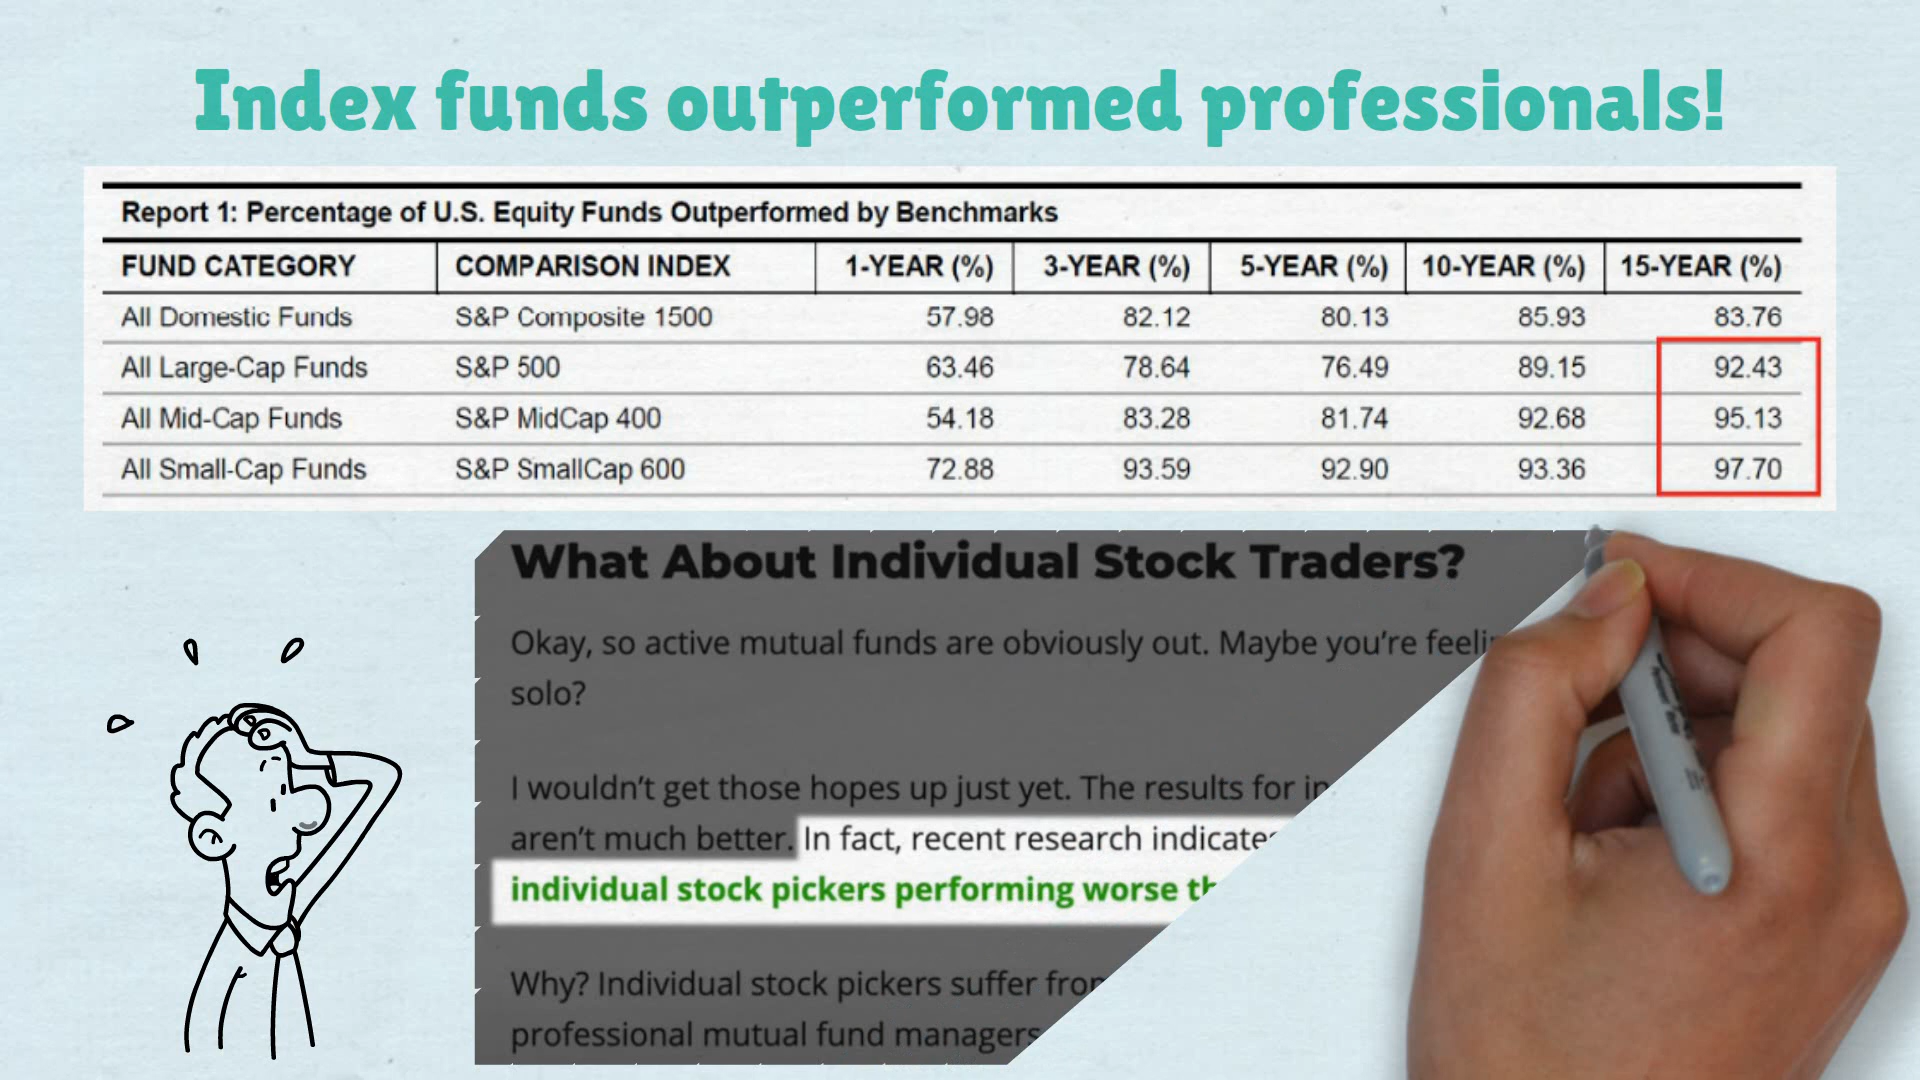 Index funds outperformed professionals!
Report 1: Percentage of U.S. Equity Funds Outperformed by Benchmarks
FUND CATEGORY COMPARISON INDEX 1-YEAR (%) 3-YEAR (%) 5-YEAR (%) 10-YEAR (%) 15-YEAR (%)
All Domestic Funds S&P Composite 1500 57.98 82.12 80.13 85.93 83.76
All Large-Cap Funds S&P 500 63.46 78.64 76.49 89.15 92.43
All Mid-Cap Funds S&P MidCap 400 54.18 83.28 81.74 92.68 95.13
All Small-Cap Funds S&P SmallCap 600 72.88 93.59 92.90 93.36 97.70
What About Individual Stock Traders?
Okay, so active mutual funds are obviously out. Maybe you're
solo?
I wouldn't get those hopes up just yet. The results for
aren't much better. In fact, recent research
individual stock pickers performing worse
Why? Individual stock pickers suffer
professional mutual fund managers